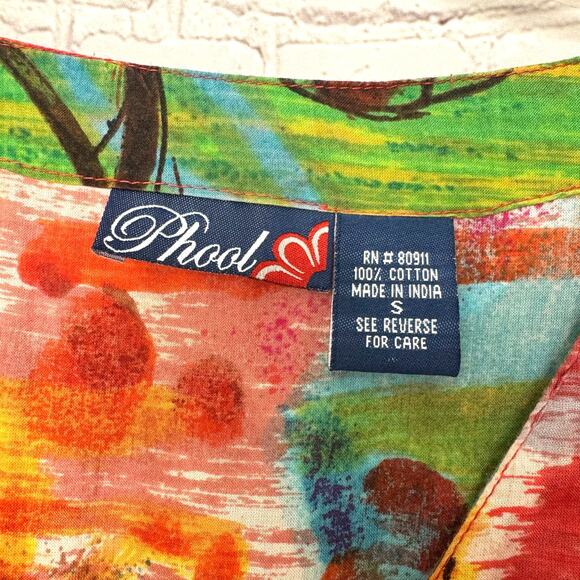 Phool
RN # 80911
100% COTTON
MADE IN INDIA
S
SEE REVERSE
FOR CARE